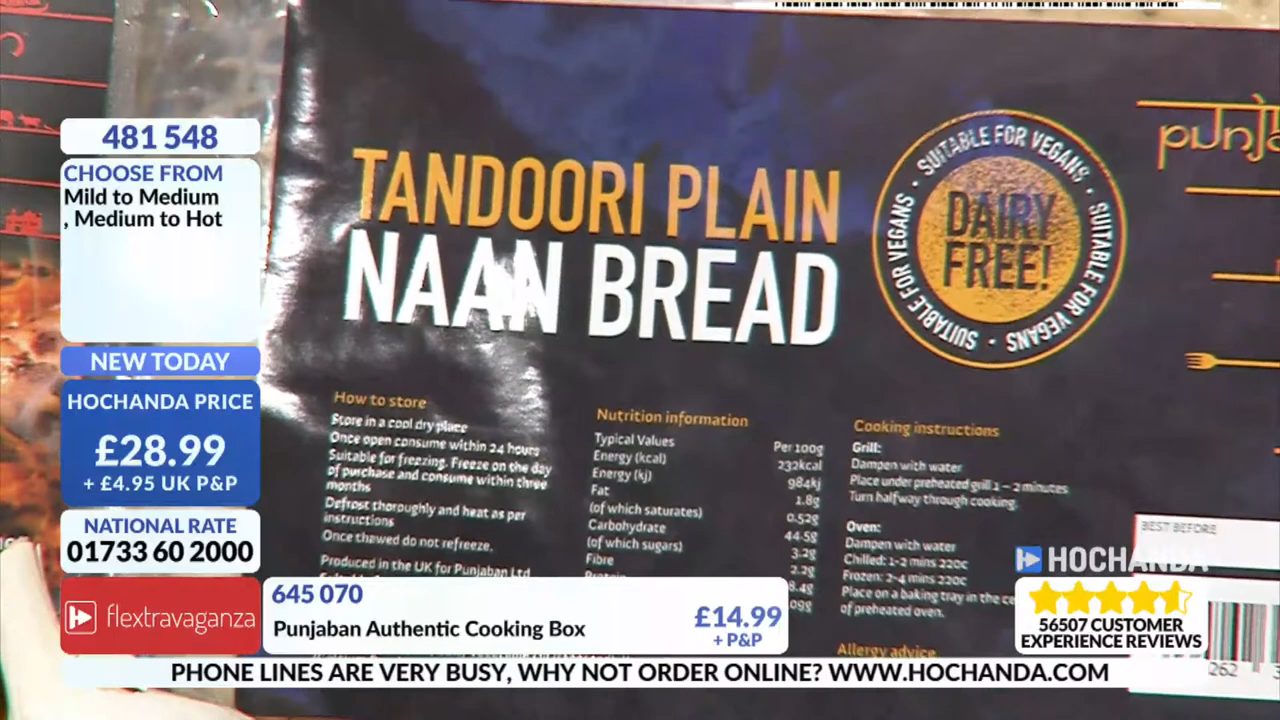 481 548
CHOOSE FROM
Mild to Medium
, Medium to Hot
NEW TODAY
HOCHANDA PRICE
£28.99
+ £4.95 UK P&P
NATIONAL RATE
01733 60 2000
flextravaganza
645 070
Punjaban Authentic Cooking Box
£14.99
+ P&P
HOCHANDA
56507 CUSTOMER
EXPERIENCE REVIEWS
PHONE LINES ARE VERY BUSY, WHY NOT ORDER ONLINE? WWW.HOCHANDA.COM
TANDOORI PLAIN
NAAN BREAD
SUITABLE FOR VEGANS · SUITABLE FOR VEGANS · SUITABLE FOR VEGANS ·
DAIRY
FREE!
How to store
Store in a cool dry place
Once open consume within 24 hours
Suitable for freezing. Freeze on the day
of purchase and consume within three
months
Defrost thoroughly and heat as per
instructions
Once thawed do not refreeze.
Produced in the UK for Punjaban Ltd
Nutrition information
Typical Values
Per 100g
Energy (kcal)
232kcal
Energy (kj)
984kj
Fat
1.8g
(of which saturates)
0.52g
Carbohydrate
44.58
(of which sugars)
3.2g
Fibre
2.2g
Protein
8.4g
09g
Cooking instructions
Grill:
Dampen with water
Place under preheated grill 1 – 2 minutes
Turn halfway through cooking.
Oven:
Dampen with water
Chilled: 1-2 mins 220c
Frozen: 2-4 mins 220c
Place on a baking tray in the ce
of preheated oven.
Allergy advice
punja
BEST BEFORE
262